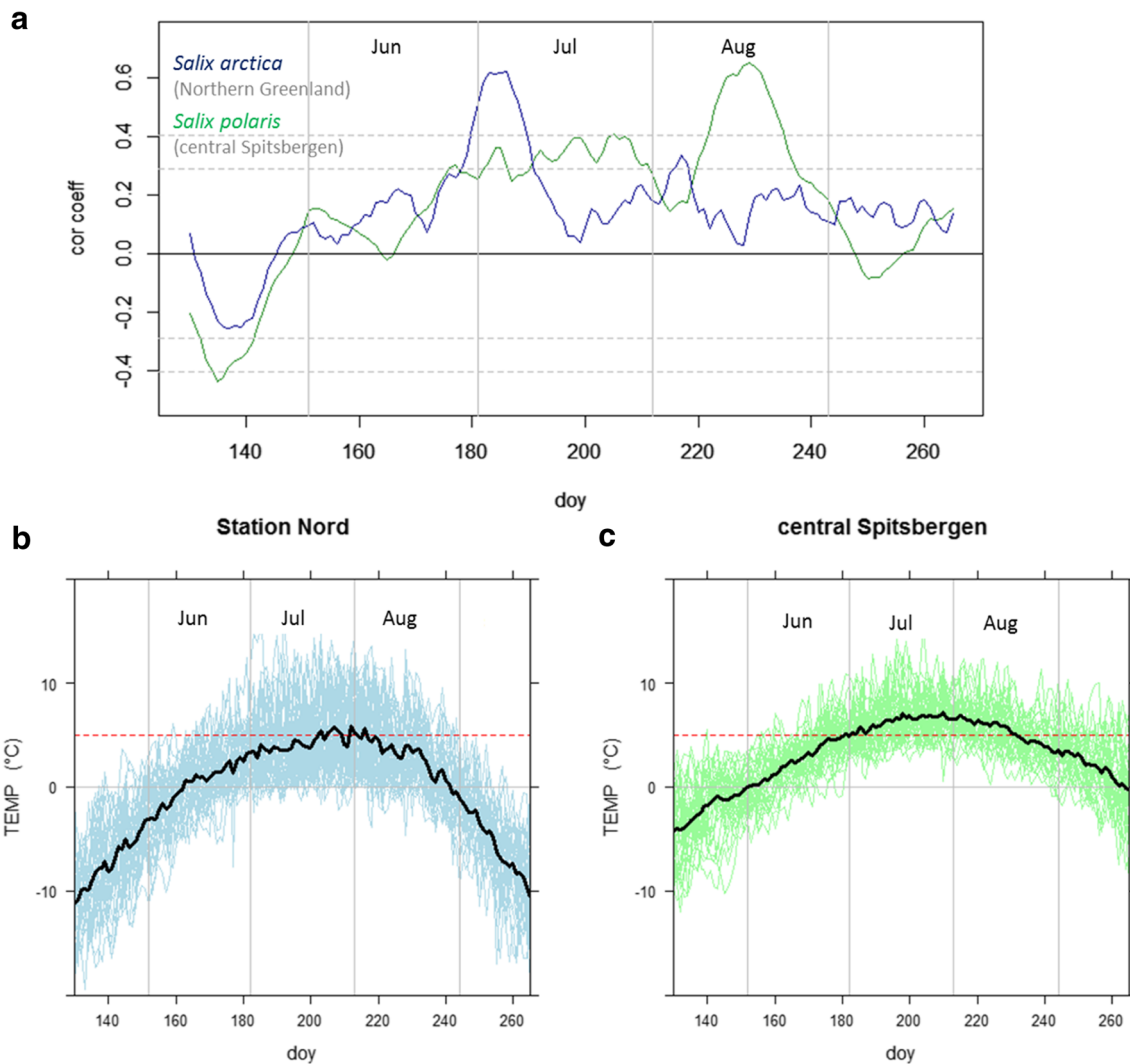 a
Jun
Jul
Aug
Salix arctica
(Northern Greenland)
Salix polaris
(central Spitsbergen)
0.6
0.4
0.2
0.0
-0.2
-0.4
cor coeff
140
160
180
200
220
240
260
doy
b
Station Nord
Jun
Jul
Aug
10
0
-10
TEMP (°C)
140
160
180
200
220
240
260
doy
c
central Spitsbergen
Jun
Jul
Aug
10
0
-10
TEMP (°C)
140
160
180
200
220
240
260
doy